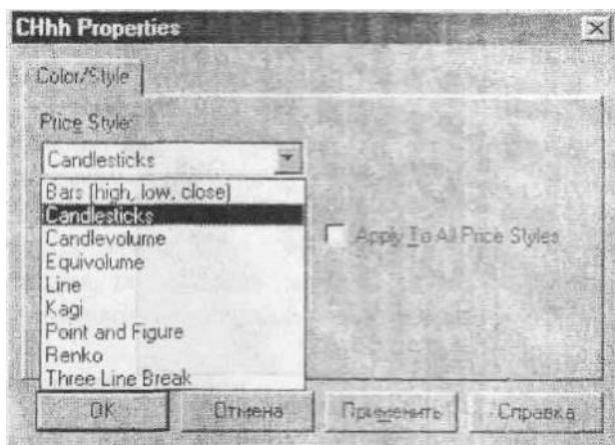 CHhh Properties
Color/Style
Price Style:
Candlesticks
Bars (high, low, close)
Candlesticks
Candlevolume
Equivolume
Line
Kagi
Point and Figure
Renko
Three Line Break
Apply To All Price Styles
OK
Отмена
Применить
Справка